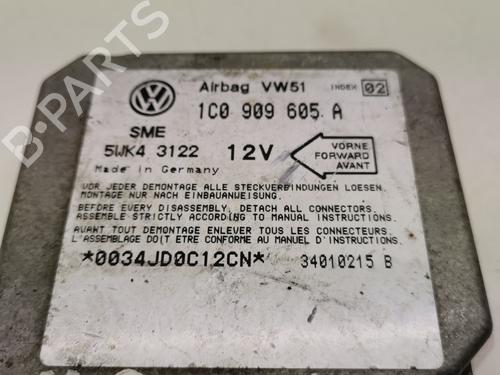 Airbag VW51 INDEX 02
1C0 909 605 A
SME
5WK4 3122 12V
VORNE
FORWARD
AVANT
Made in Germany
VOR JEDER DEMONTAGE ALLE STECKVERBINDUNGEN LOESEN.
MONTAGE NUR NACH EINBAUANWEISUNG.
BEFORE EVERY DISASSEMBLY, DETACH ALL CONNECTORS.
ASSEMBLE STRICTLY ACCORDING TO MANUAL INSTRUCTIONS.
AVANT TOUT DEMONTAGE ENLEVER TOUS LES CONNECTEURS.
L'ASSEMBLAGE DOIT ETRE CONFORME AU MANUEL D'INSTRUCTIONS.
*0034JD0C12CN* 34010215 B
B-PARTS